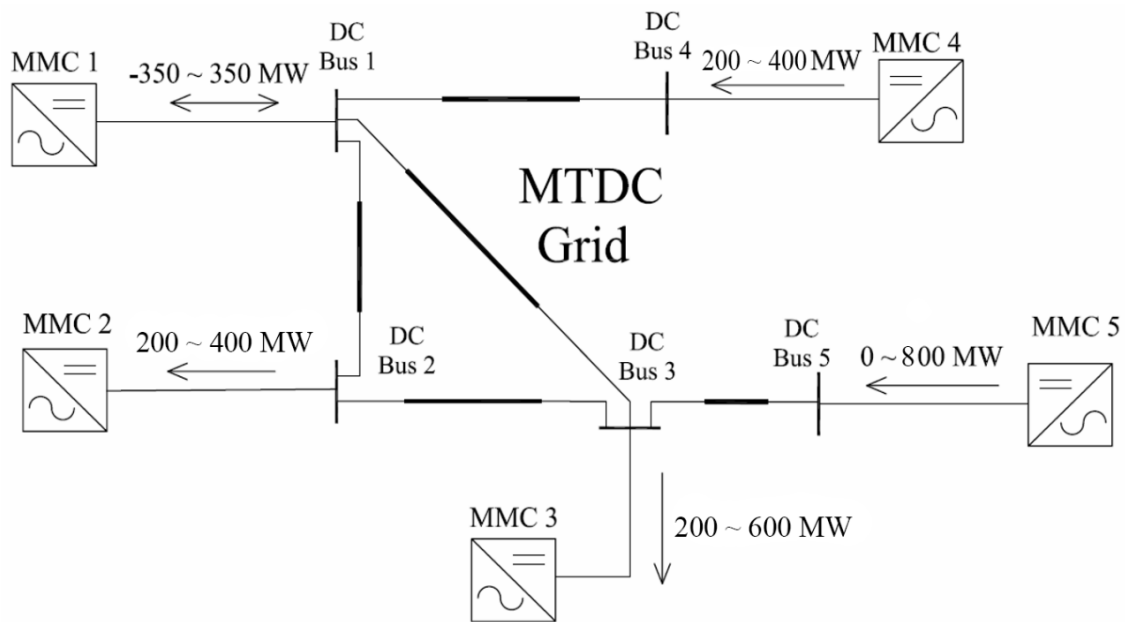 MMC 1
-350 ~ 350 MW
DC
Bus 1
DC
Bus 4
200 ~ 400 MW
MMC 4
MTDC
Grid
MMC 2
200 ~ 400 MW
DC
Bus 2
DC
Bus 3
DC
Bus 5
0 ~ 800 MW
MMC 5
MMC 3
200 ~ 600 MW